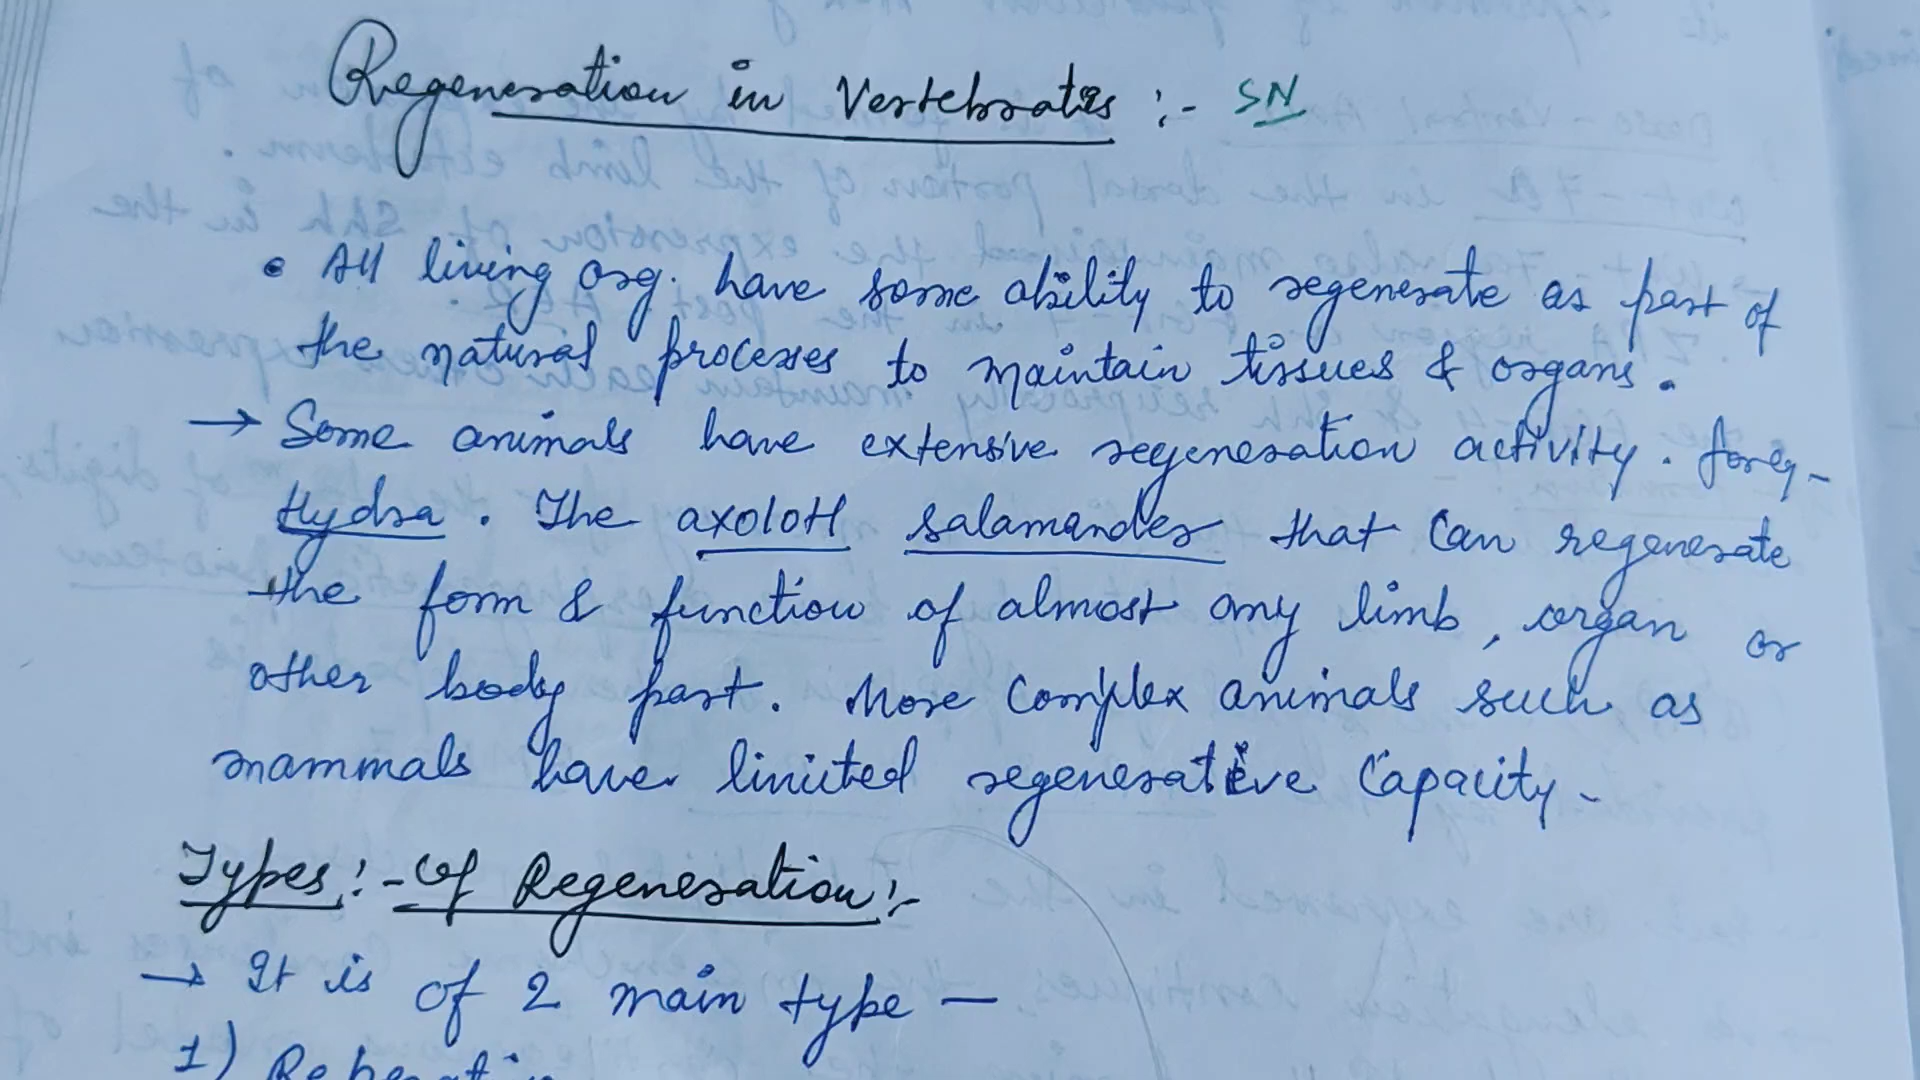 Regeneration in Vertebrates :- SN
• All living org. have some ability to regenerate as part of
the natural processes to maintain tissues & organs.
→ Some animals have extensive regeneration activity. for eg-
Hydra. The axolotl salamander that can regenerate
the form & function of almost any limb, organ or
other body part. More complex animals such as
mammals have limited regenerative capacity-
Types:- Of Regeneration:-
→ It is of 2 main type —
1)